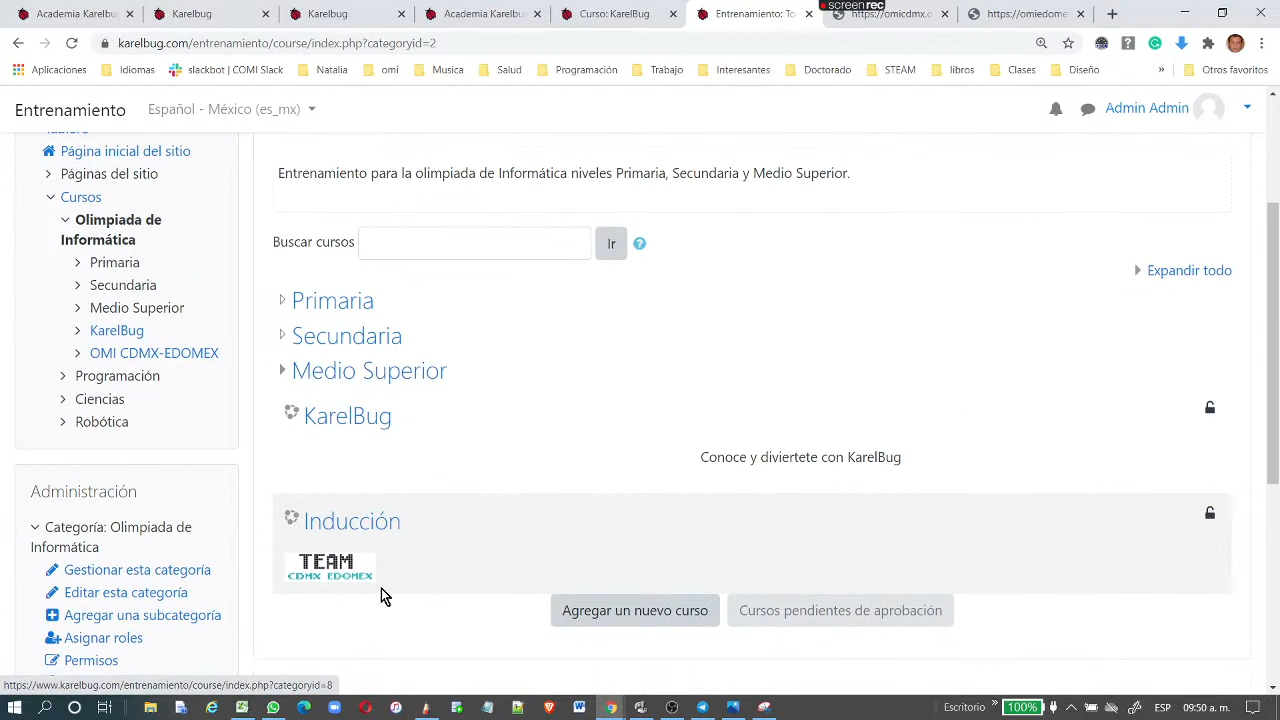 screenrec
Academia KarelBug
KarelBug
KarelBug
Academia KarelBug
Curso: KarelBug
Entrenamiento: To
https://omicdmx.c
https://omiedome
karelbug.com/entrenamiento/course/index.php?categoryid=2
Aplicaciones
Idiomas
slackbot | COMI Slack
Natalia
omi
Musica
Salud
Programación
Trabajo
Interesantes
Doctorado
STEAM
libros
Clases
Diseño
»
Otros favoritos
Entrenamiento
Español - México (es_mx)
Admin Admin
Página inicial del sitio
Páginas del sitio
Cursos
Olimpiada de
Informática
Primaria
Secundaria
Medio Superior
KarelBug
OMI CDMX-EDOMEX
Programación
Ciencias
Robótica
Administración
Categoría: Olimpiada de
Informática
Gestionar esta categoría
Editar esta categoría
Agregar una subcategoría
Asignar roles
Permisos
Entrenamiento para la olimpiada de Informática niveles Primaria, Secundaria y Medio Superior.
Buscar cursos
Ir
Expandir todo
Primaria
Secundaria
Medio Superior
KarelBug
Conoce y diviertete con KarelBug
Inducción
TEAM
CDMX EDOMEX
Agregar un nuevo curso
Cursos pendientes de aprobación
https://www.karelbug.com/entrenamiento/course/index.php?categoryid=8
Escritorio
»
100%
ESP
09:50 a. m.